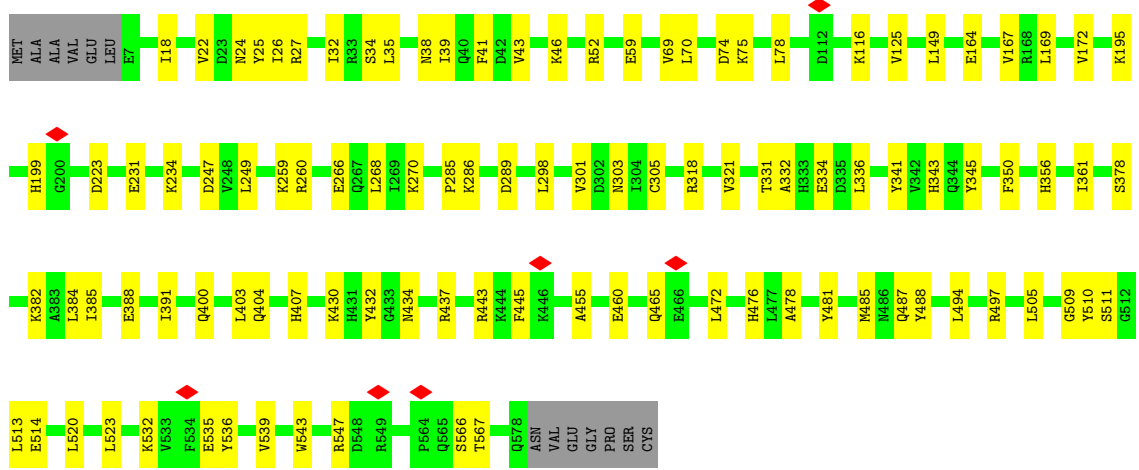 MET ALA ALA VAL GLU LEU E7 I18 V22 D23 N24 Y25 I26 R27 I32 R33 S34 L35 N38 I39 Q40 F41 D42 V43 K46 R52 E59 V69 L70 D74 K75 L78 D112 K116 V125 L149 E164 V167 R168 L169 V172 K195
H199 G200 D223 E231 K234 D247 V248 L249 K259 R260 E266 Q267 L268 I269 K270 P285 K286 D289 L298 V301 D302 N303 I304 C305 R318 V321 T331 A332 H333 E334 D335 L336 Y341 V342 H343 Q344 Y345 F350 H356 I361 S378
K382 A383 L384 I385 E388 I391 Q400 L403 Q404 H407 K430 H431 Y432 G433 N434 R437 R443 K444 F445 K446 A455 E460 Q465 E466 L472 H476 L477 A478 Y481 M485 N486 Q487 Y488 L494 R497 L505 G509 Y510 S511 G512
L513 E514 L520 L523 K532 V533 F534 E535 Y536 V539 W543 R547 D548 R549 P564 Q565 S566 T567 Q578 ASN VAL GLU GLY PRO SER CYS